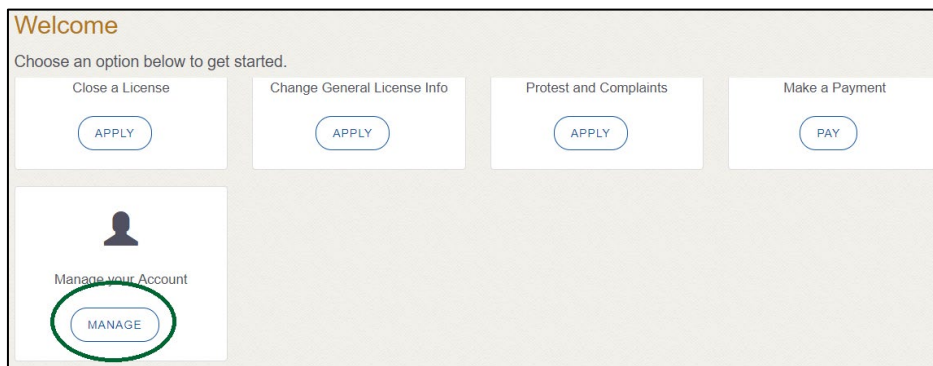 Welcome
Choose an option below to get started.
Close a License
Change General License Info
Protest and Complaints
Make a Payment
APPLY
APPLY
APPLY
PAY
Manage your Account
MANAGE